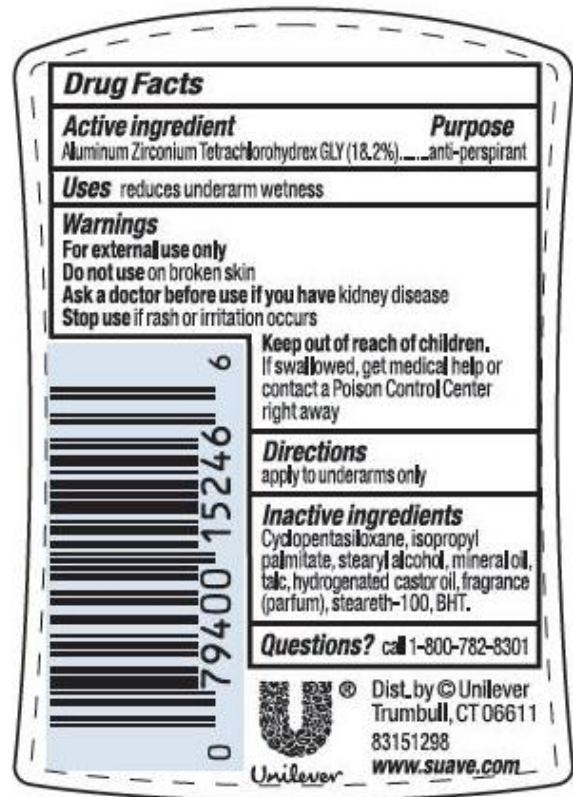 Drug Facts
Active ingredient Purpose
Aluminum Zirconium Tetrachlorohydrex GLY (18.2%)......anti-perspirant
Uses reduces underarm wetness
Warnings
For external use only
Do not use on broken skin
Ask a doctor before use if you have kidney disease
Stop use if rash or irritation occurs
Keep out of reach of children.
If swallowed, get medical help or
contact a Poison Control Center
right away
Directions
apply to underarms only
Inactive ingredients
Cyclopentasiloxane, isopropyl
palmitate, stearyl alcohol, mineral oil,
talc, hydrogenated castor oil, fragrance
(parfum), steareth-100, BHT.
Questions? call 1-800-782-8301
0 79400 15246 6
Unilever
®
Dist. by © Unilever
Trumbull, CT 06611
83151298
www.suave.com